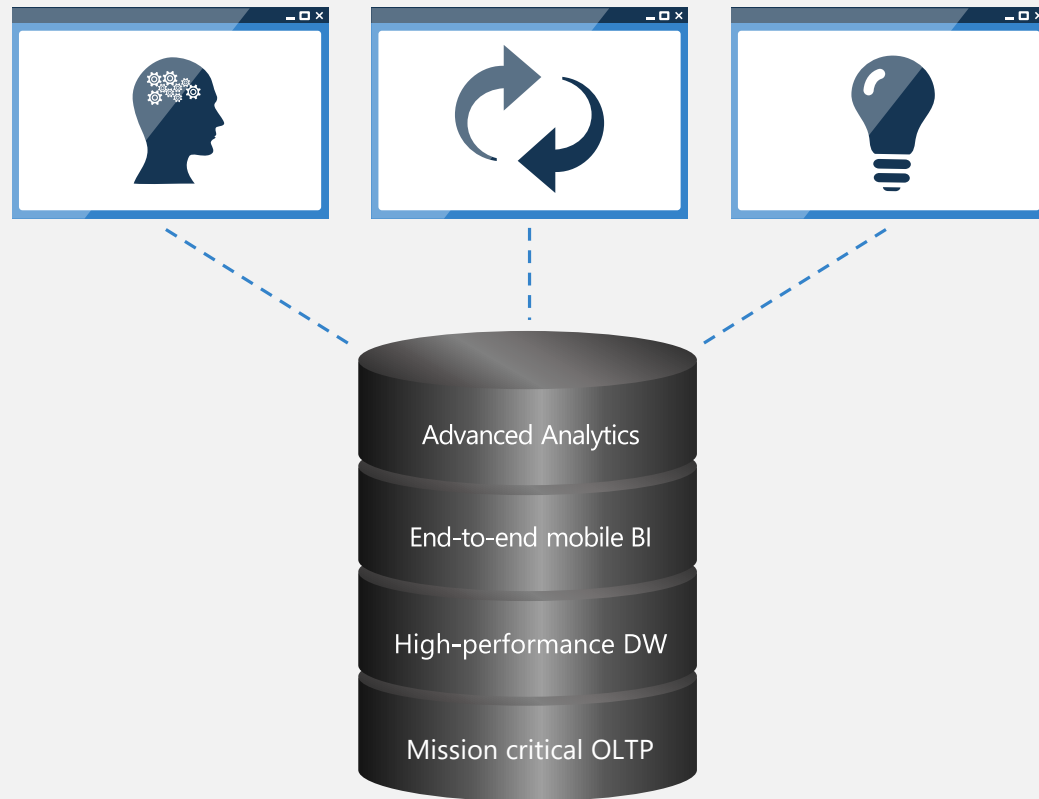 Advanced Analytics
End-to-end mobile BI
High-performance DW
Mission critical OLTP